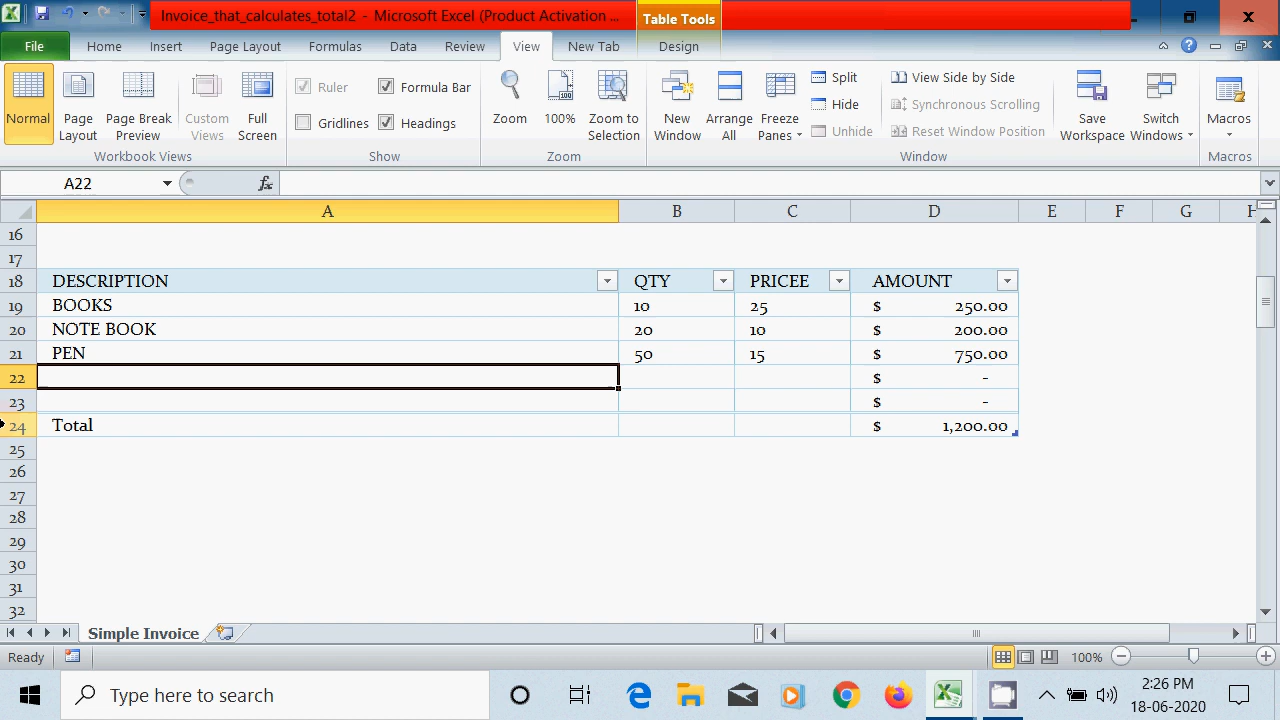 Invoice_that_calculates_total2 - Microsoft Excel (Product Activation ...
Table Tools
File Home Insert Page Layout Formulas Data Review View New Tab Design
Normal
Page Layout
Page Break Preview
Custom Views
Full Screen
Workbook Views
Ruler
Formula Bar
Gridlines
Headings
Show
Zoom
100%
Zoom to Selection
Zoom
New Window
Arrange All
Freeze Panes
Split
Hide
Unhide
View Side by Side
Synchronous Scrolling
Reset Window Position
Window
Save Workspace
Switch Windows
Macros
Macros
A22 fx
A B C D E F G H
16
17
18 DESCRIPTION QTY PRICEE AMOUNT
19 BOOKS 10 25 $ 250.00
20 NOTE BOOK 20 10 $ 200.00
21 PEN 50 15 $ 750.00
22 $ -
23 $ -
24 Total $ 1,200.00
25
26
27
28
29
30
31
32
Simple Invoice
Ready 100%
Type here to search
2:26 PM
18-06-2020